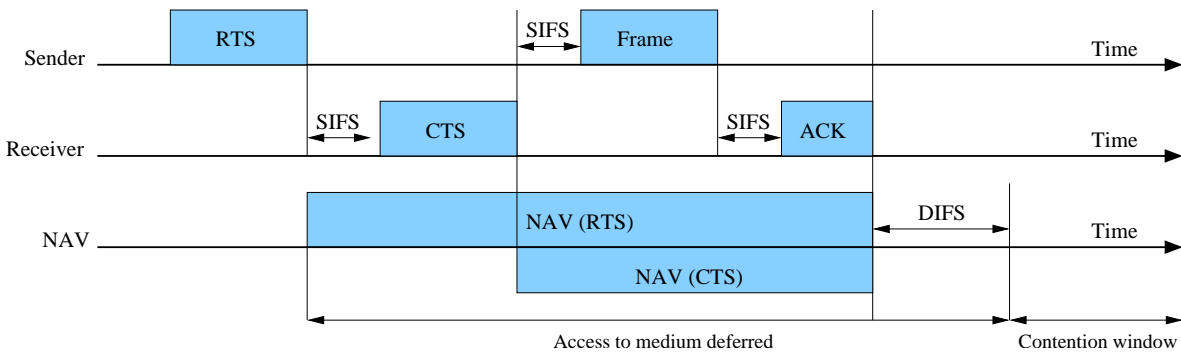 RTS
SIFS
Frame
Time
Sender
SIFS
CTS
SIFS
ACK
Time
Receiver
NAV (RTS)
DIFS
Time
NAV
NAV (CTS)
Access to medium deferred
Contention window